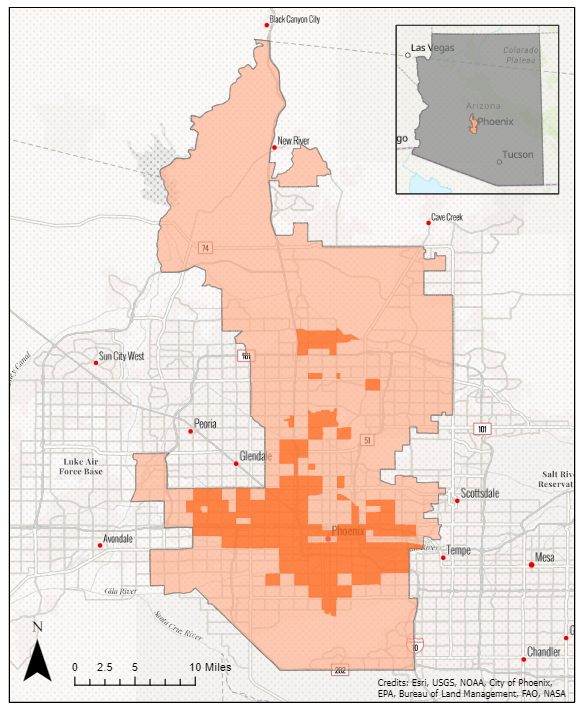 Black Canyon City
Las Vegas
Colorado
Plateau
Arizona
Phoenix
go
Tucson
New River
Cave Creek
74
Sun City West
101
Peoria
101
51
Glendale
Luke Air
Force Base
Salt Riv
Reservat
Scottsdale
Phoenix
Avondale
River
Tempe
Mesa
Gila River
Santa Cruz River
N
0 2.5 5 10 Miles
202
Chandler
G
Credits: Esri, USGS, NOAA, City of Phoenix,
EPA, Bureau of Land Management, FAO, NASA